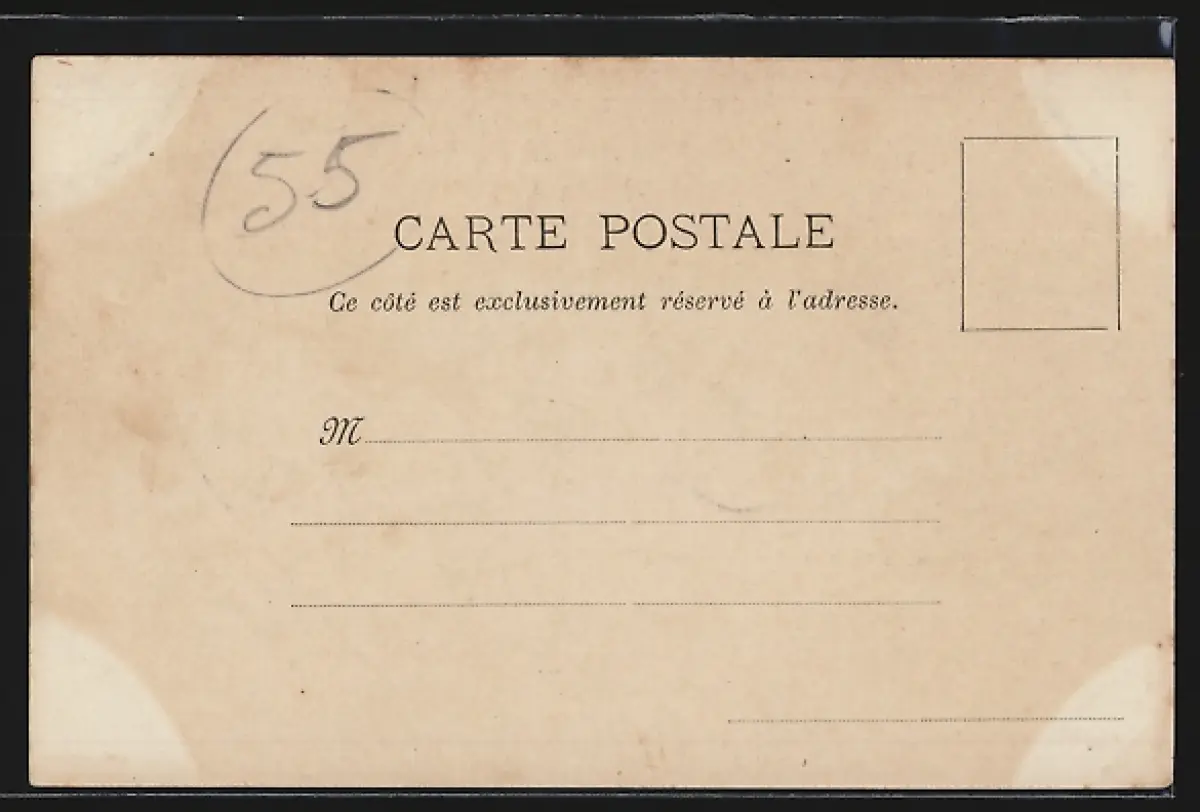 55
CARTE POSTALE
Ce côté est exclusivement réservé à l'adresse.
M